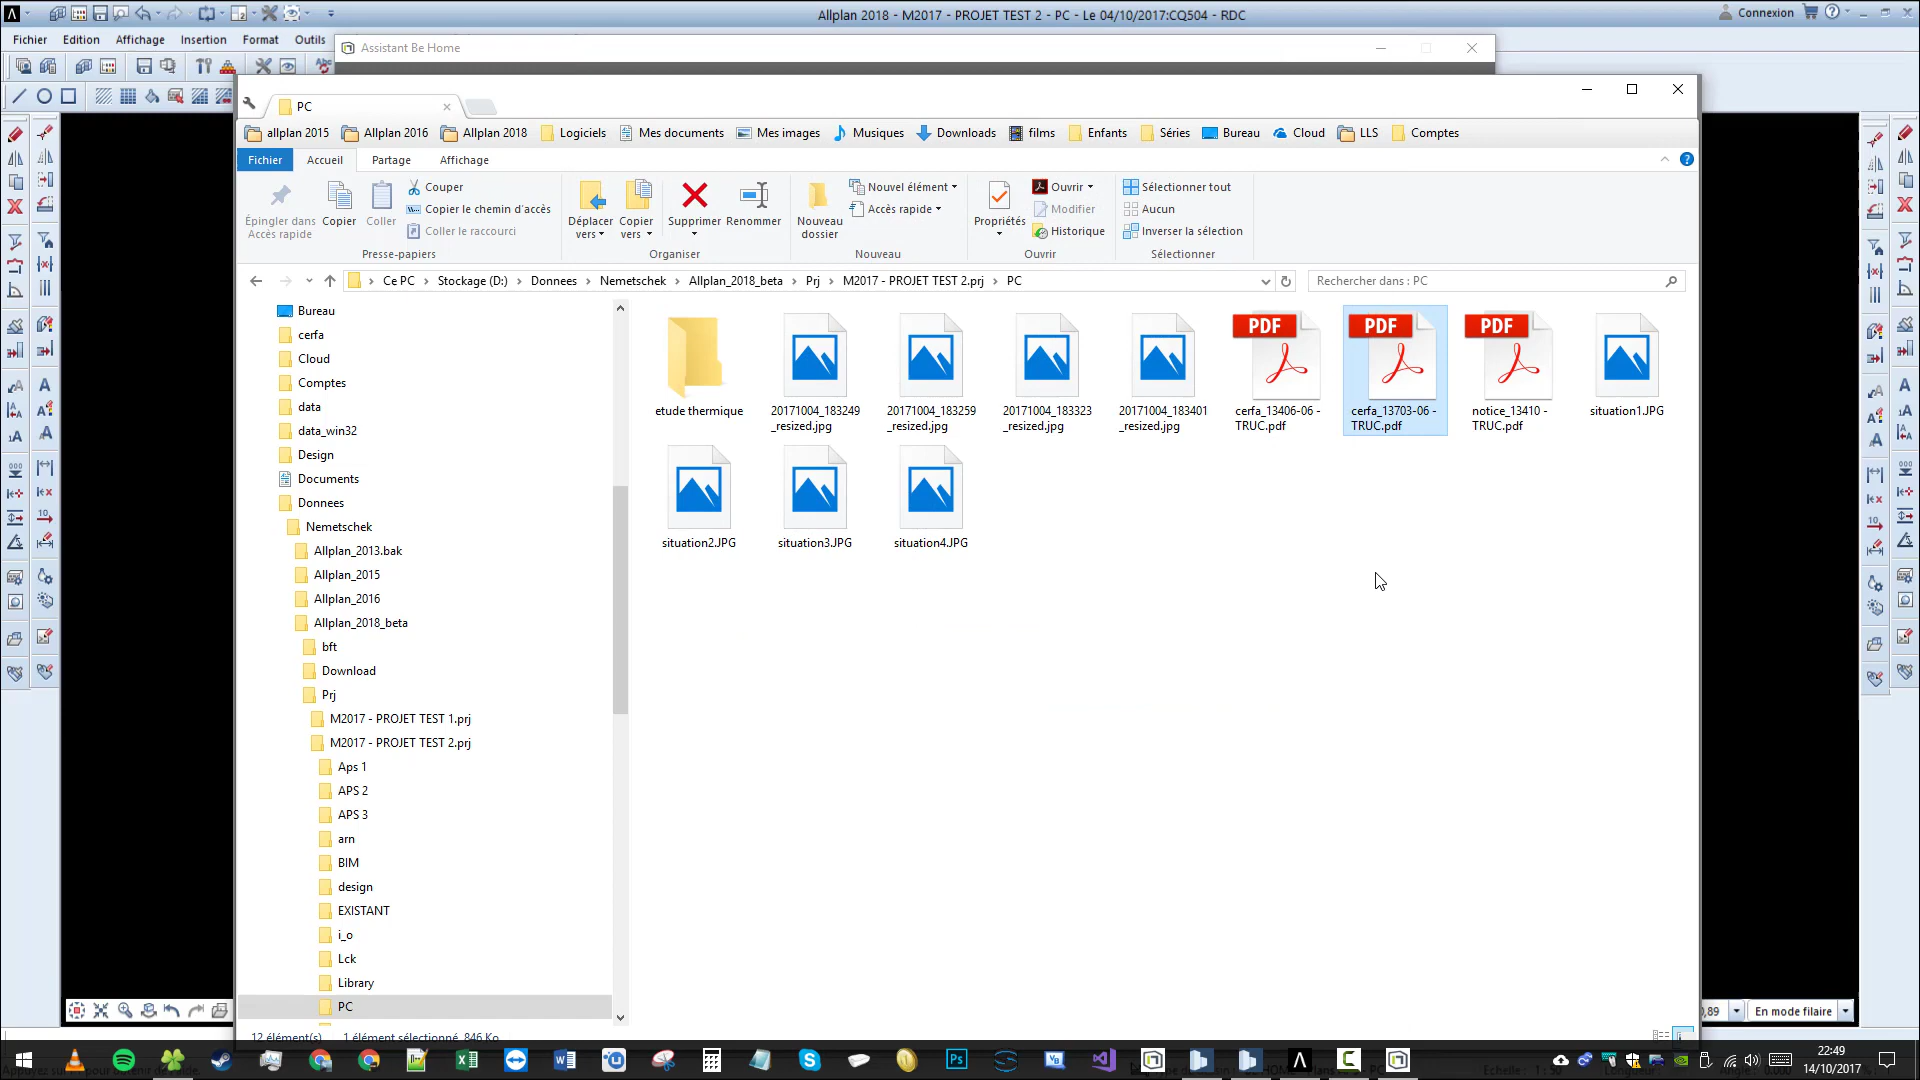 Allplan 2018 - M2017 - PROJET TEST 2 - PC - Le 04/10/2017:CQ504 - RDC
Connexion
Fichier Edition Affichage Insertion Format Outils
Assistant Be Home
PC
allplan 2015 Allplan 2016 Allplan 2018 Logiciels Mes documents Mes images Musiques Downloads films Enfants Séries Bureau Cloud LLS Comptes
Fichier Accueil Partage Affichage
Épingler dans Accès rapide
Copier
Coller
Couper
Copier le chemin d'accès
Coller le raccourci
Presse-papiers
Déplacer vers
Copier vers
Supprimer
Renommer
Organiser
Nouveau dossier
Nouvel élément
Accès rapide
Nouveau
Propriétés
Ouvrir
Modifier
Historique
Ouvrir
Sélectionner tout
Aucun
Inverser la sélection
Sélectionner
Ce PC Stockage (D:) Donnees Nemetschek Allplan_2018_beta Prj M2017 - PROJET TEST 2.prj PC
Rechercher dans : PC
Bureau
cerfa
Cloud
Comptes
data
data_win32
Design
Documents
Donnees
Nemetschek
Allplan_2013.bak
Allplan_2015
Allplan_2016
Allplan_2018_beta
bft
Download
Prj
M2017 - PROJET TEST 1.prj
M2017 - PROJET TEST 2.prj
Aps 1
APS 2
APS 3
arn
BIM
design
EXISTANT
i_o
Lck
Library
PC
etude thermique
20171004_183249
_resized.jpg
20171004_183259
_resized.jpg
20171004_183323
_resized.jpg
20171004_183401
_resized.jpg
PDF
cerfa_13406-06 -
TRUC.pdf
PDF
cerfa_13703-06 -
TRUC.pdf
PDF
notice_13410 -
TRUC.pdf
situation1.JPG
situation2.JPG
situation3.JPG
situation4.JPG
12 élément(s) 1 élément sélectionné 846 Ko
0,89 En mode filaire
22:49
14/10/2017